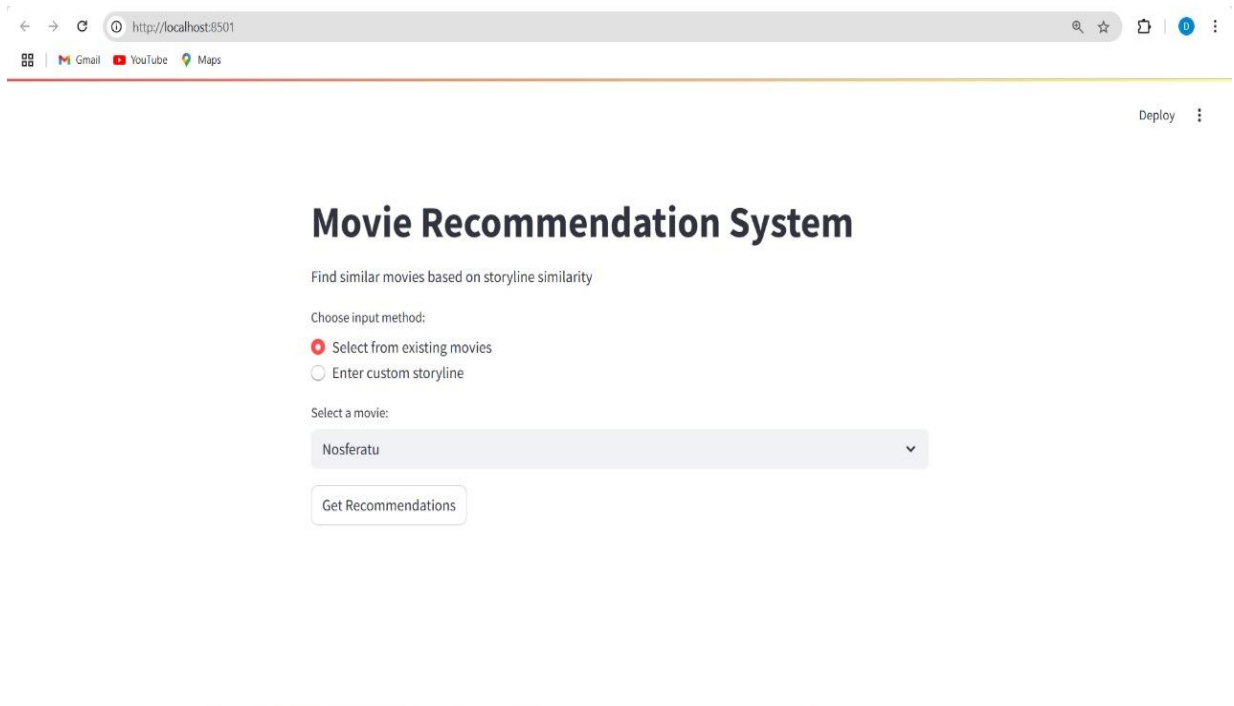 http://localhost:8501
Gmail YouTube Maps
Deploy
Movie Recommendation System
Find similar movies based on storyline similarity
Choose input method:
Select from existing movies
Enter custom storyline
Select a movie:
Nosferatu
Get Recommendations